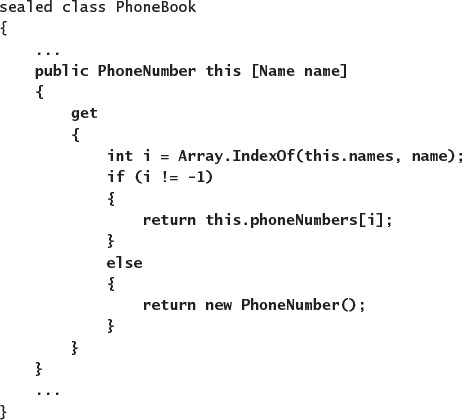 sealed class PhoneBook
{
    ...
    public PhoneNumber this [Name name]
    {
        get
        {
            int i = Array.IndexOf(this.names, name);
            if (i != -1)
            {
                return this.phoneNumbers[i];
            }
            else
            {
                return new PhoneNumber();
            }
        }
    }
    ...
}